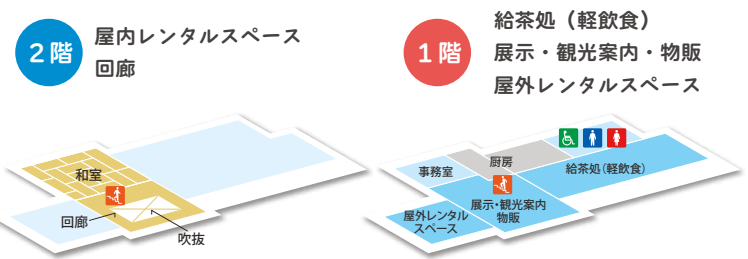 2階
屋内レンタルスペース
回廊
和室
回廊
吹抜
1階
給茶処（軽飲食）
展示・観光案内・物販
屋外レンタルスペース
事務室
厨房
給茶処（軽飲食）
展示・観光案内
物販
屋外レンタル
スペース